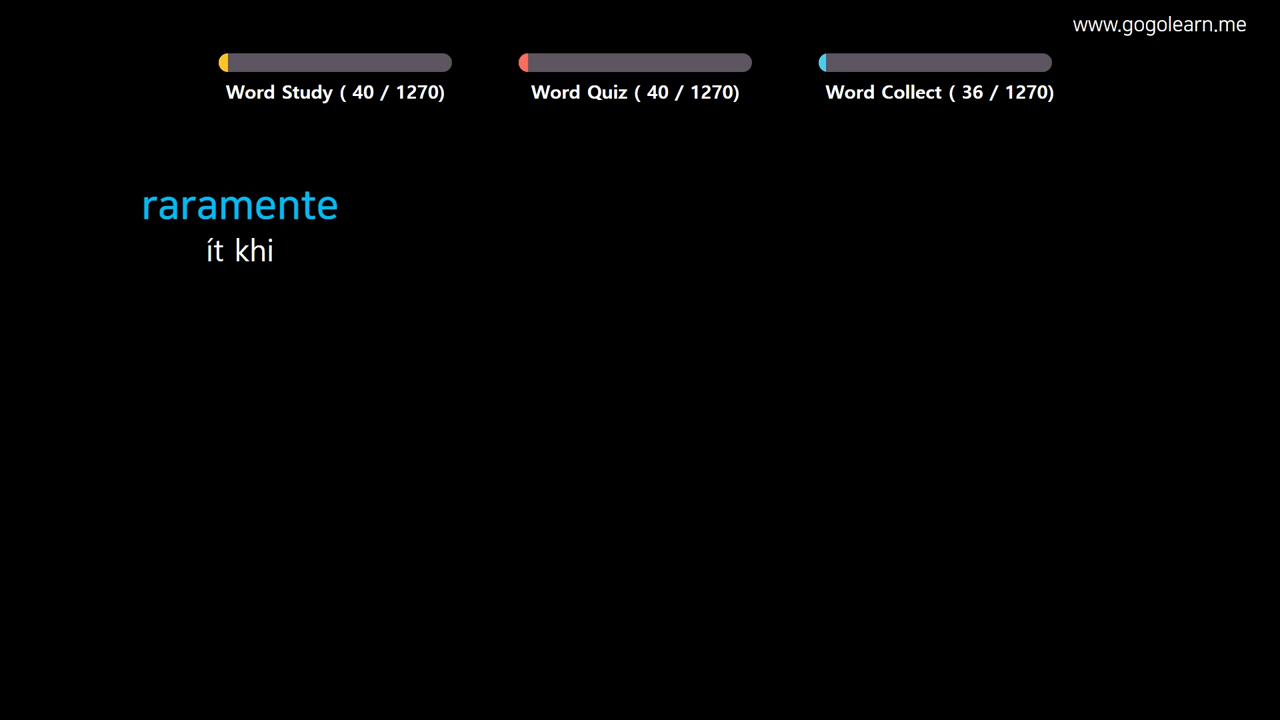 www.gogolearn.me
Word Study ( 40 / 1270)
Word Quiz ( 40 / 1270)
Word Collect ( 36 / 1270)
raramente
ít khi